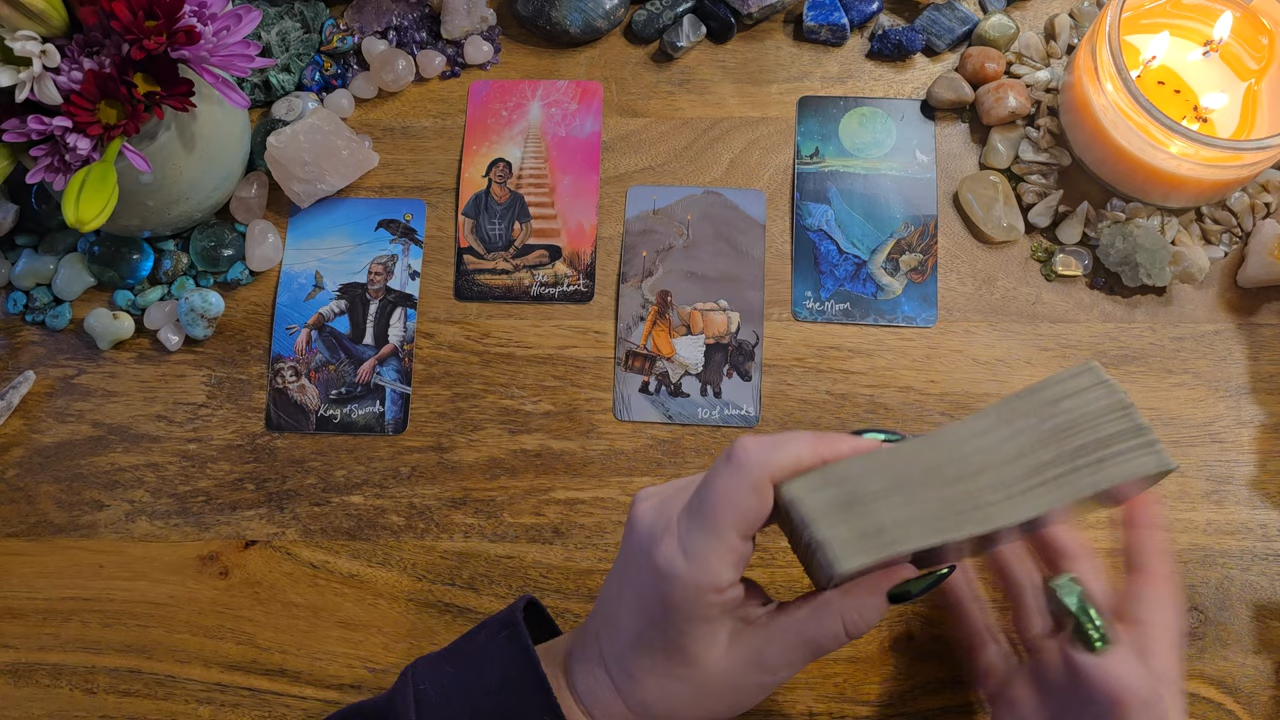 King of Swords
the
Hierophant
10 of Wands
the Moon